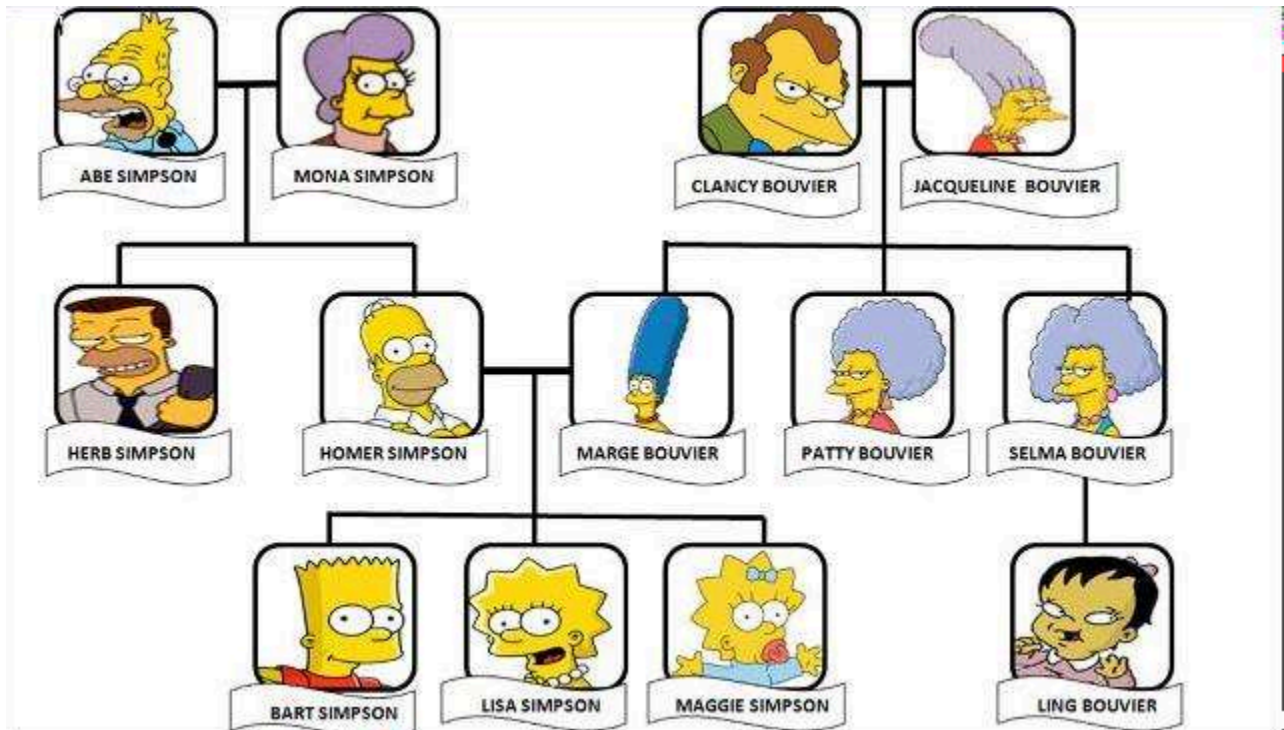 ABE SIMPSON
MONA SIMPSON
CLANCY BOUVIER
JACQUELINE BOUVIER
HERB SIMPSON
HOMER SIMPSON
MARGE BOUVIER
PATTY BOUVIER
SELMA BOUVIER
BART SIMPSON
LISA SIMPSON
MAGGIE SIMPSON
LING BOUVIER